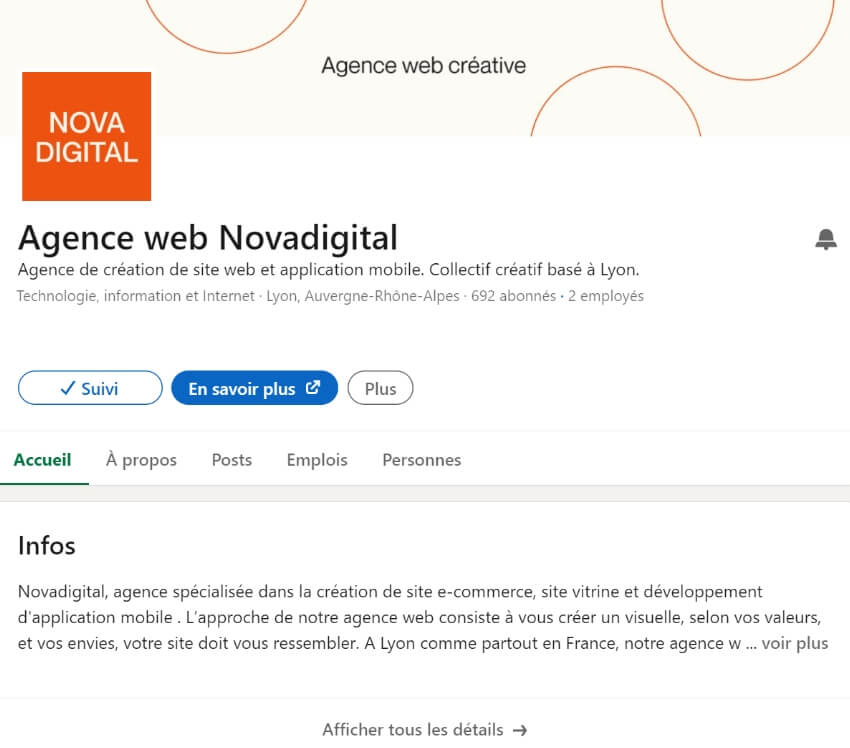 Agence web créative
NOVA
DIGITAL
Agence web Novadigital
Agence de création de site web et application mobile. Collectif créatif basé à Lyon.
Technologie, information et Internet · Lyon, Auvergne-Rhône-Alpes · 692 abonnés · 2 employés
✓ Suivi
En savoir plus
Plus
Accueil
À propos
Posts
Emplois
Personnes
Infos
Novadigital, agence spécialisée dans la création de site e-commerce, site vitrine et développement
d'application mobile . L'approche de notre agence web consiste à vous créer un visuelle, selon vos valeurs,
et vos envies, votre site doit vous ressembler. A Lyon comme partout en France, notre agence w ... voir plus
Afficher tous les détails →